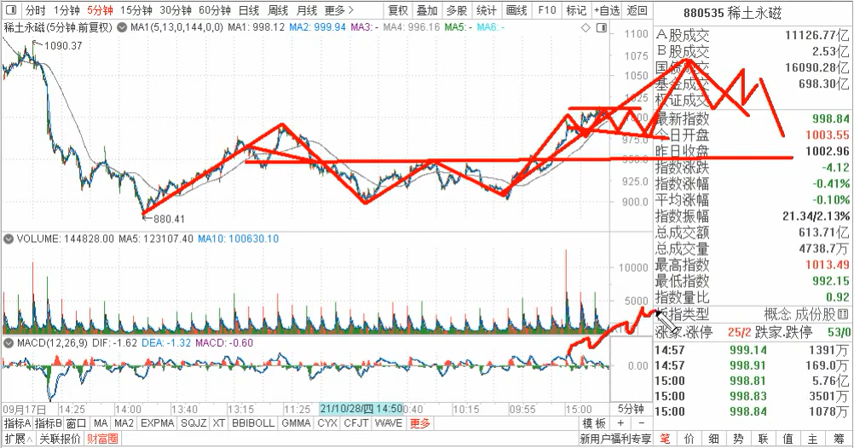 分时 1分钟 5分钟 15分钟 30分钟 60分钟 日线 周线 月线 更多> 复权 叠加 多股 统计 画线 F10 标记 +自选 返回
880535 稀土永磁
稀土永磁(5分钟.前复权) MA1(5,13,0,144,0,0) MA1: 998.12 MA2: 999.94 MA3: - MA4: 996.16 MA5: - MA6: -
1090.37
880.41
1100
1075
1050
1025
1000
925.0
900.0
A股成交 11126.77亿
B股成交 2.53亿
国债成交 16090.28亿
基金成交 698.30亿
权证成交
最新指数 998.84
今日开盘 1003.55
昨日收盘 1002.96
指数涨跌 -4.12
指数涨幅 -0.41%
平均涨幅 -0.10%
指数振幅 21.34/2.13%
总成交额 613.71亿
总成交量 4738.7万
最高指数 1013.49
最低指数 992.15
指数量比 0.92
指类型 概念 成份股
涨家.涨停 25/2 跌家.跌停 53/0
14:57 999.14 1391万
14:57 998.91 169.0万
15:00 998.81 5.76亿
15:00 998.83 3501万
15:00 998.84 1078万
VOLUME: 144828.00 MA5: 123107.40 MA10: 100630.10
10000
5000
MACD(12,26,9) DIF: -1.62 DEA: -1.32 MACD: -0.60
0.00
09月17日 14:25 14:00 13:40 13:15 11:25 21/10/28/四 14:50 0:40 10:15 09:55 15:00 5分钟
指标A 指标B 窗口 MA MA2 EXPMA SQJZ XT BBIBOLL GMMA CYX CFJT WAVE 更多 模板 + -
扩展∧ 关联报价 财富圈 新用户福利专享 笔 价 细 势 联 值 主 筹